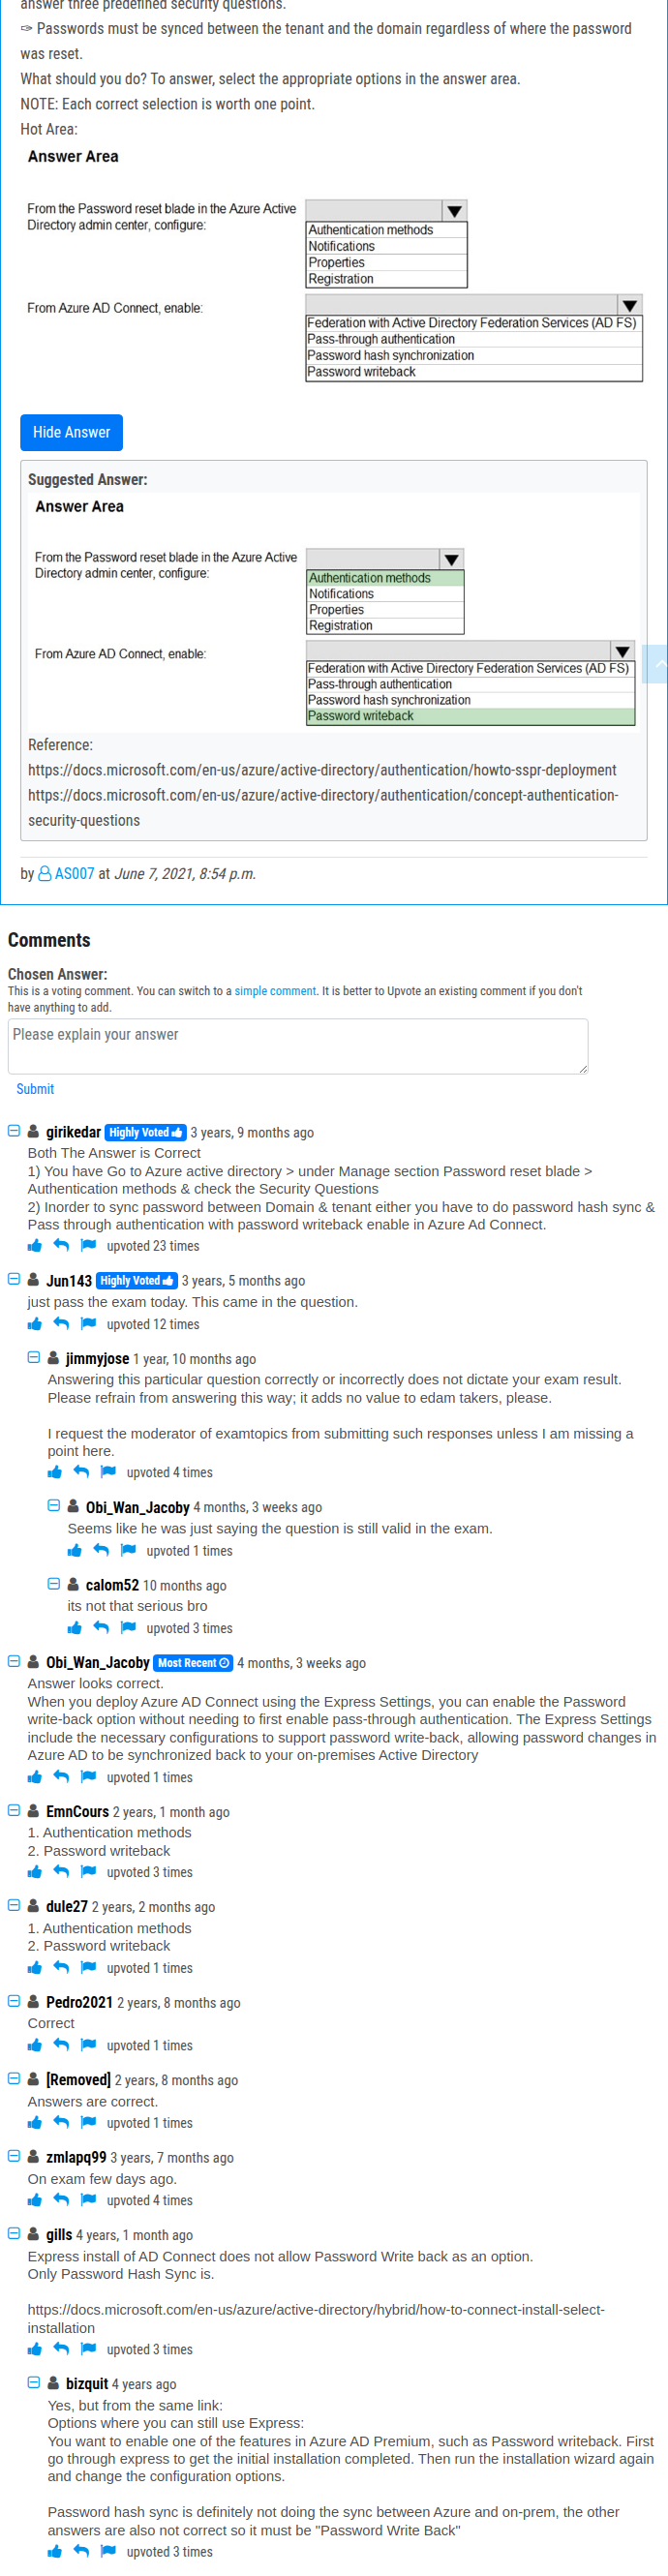 answer three predefined security questions.
✑ Passwords must be synced between the tenant and the domain regardless of where the password
was reset.
What should you do? To answer, select the appropriate options in the answer area.
NOTE: Each correct selection is worth one point.
Hot Area:
Answer Area
From the Password reset blade in the Azure Active
Directory admin center, configure:
Authentication methods
Notifications
Properties
Registration
From Azure AD Connect, enable:
Federation with Active Directory Federation Services (AD FS)
Pass-through authentication
Password hash synchronization
Password writeback
Hide Answer
Suggested Answer:
Answer Area
From the Password reset blade in the Azure Active
Directory admin center, configure:
Authentication methods
Notifications
Properties
Registration
From Azure AD Connect, enable:
Federation with Active Directory Federation Services (AD FS)
Pass-through authentication
Password hash synchronization
Password writeback
Reference:
https://docs.microsoft.com/en-us/azure/active-directory/authentication/howto-sspr-deployment
https://docs.microsoft.com/en-us/azure/active-directory/authentication/concept-authentication-
security-questions
by AS007 at June 7, 2021, 8:54 p.m.
Comments
Chosen Answer:
This is a voting comment. You can switch to a simple comment. It is better to Upvote an existing comment if you don't
have anything to add.
Please explain your answer
Submit
girikedar Highly Voted 3 years, 9 months ago
Both The Answer is Correct
1) You have Go to Azure active directory > under Manage section Password reset blade >
Authentication methods & check the Security Questions
2) Inorder to sync password between Domain & tenant either you have to do password hash sync &
Pass through authentication with password writeback enable in Azure Ad Connect.
upvoted 23 times
Jun143 Highly Voted 3 years, 5 months ago
just pass the exam today. This came in the question.
upvoted 12 times
jimmyjose 1 year, 10 months ago
Answering this particular question correctly or incorrectly does not dictate your exam result.
Please refrain from answering this way; it adds no value to edam takers, please.
I request the moderator of examtopics from submitting such responses unless I am missing a
point here.
upvoted 4 times
Obi_Wan_Jacoby 4 months, 3 weeks ago
Seems like he was just saying the question is still valid in the exam.
upvoted 1 times
calom52 10 months ago
its not that serious bro
upvoted 3 times
Obi_Wan_Jacoby Most Recent 4 months, 3 weeks ago
Answer looks correct.
When you deploy Azure AD Connect using the Express Settings, you can enable the Password
write-back option without needing to first enable pass-through authentication. The Express Settings
include the necessary configurations to support password write-back, allowing password changes in
Azure AD to be synchronized back to your on-premises Active Directory
upvoted 1 times
EmnCours 2 years, 1 month ago
1. Authentication methods
2. Password writeback
upvoted 3 times
dule27 2 years, 2 months ago
1. Authentication methods
2. Password writeback
upvoted 1 times
Pedro2021 2 years, 8 months ago
Correct
upvoted 1 times
[Removed] 2 years, 8 months ago
Answers are correct.
upvoted 1 times
zmlapq99 3 years, 7 months ago
On exam few days ago.
upvoted 4 times
gills 4 years, 1 month ago
Express install of AD Connect does not allow Password Write back as an option.
Only Password Hash Sync is.
https://docs.microsoft.com/en-us/azure/active-directory/hybrid/how-to-connect-install-select-
installation
upvoted 3 times
bizquit 4 years ago
Yes, but from the same link:
Options where you can still use Express:
You want to enable one of the features in Azure AD Premium, such as Password writeback. First
go through express to get the initial installation completed. Then run the installation wizard again
and change the configuration options.
Password hash sync is definitely not doing the sync between Azure and on-prem, the other
answers are also not correct so it must be "Password Write Back"
upvoted 3 times